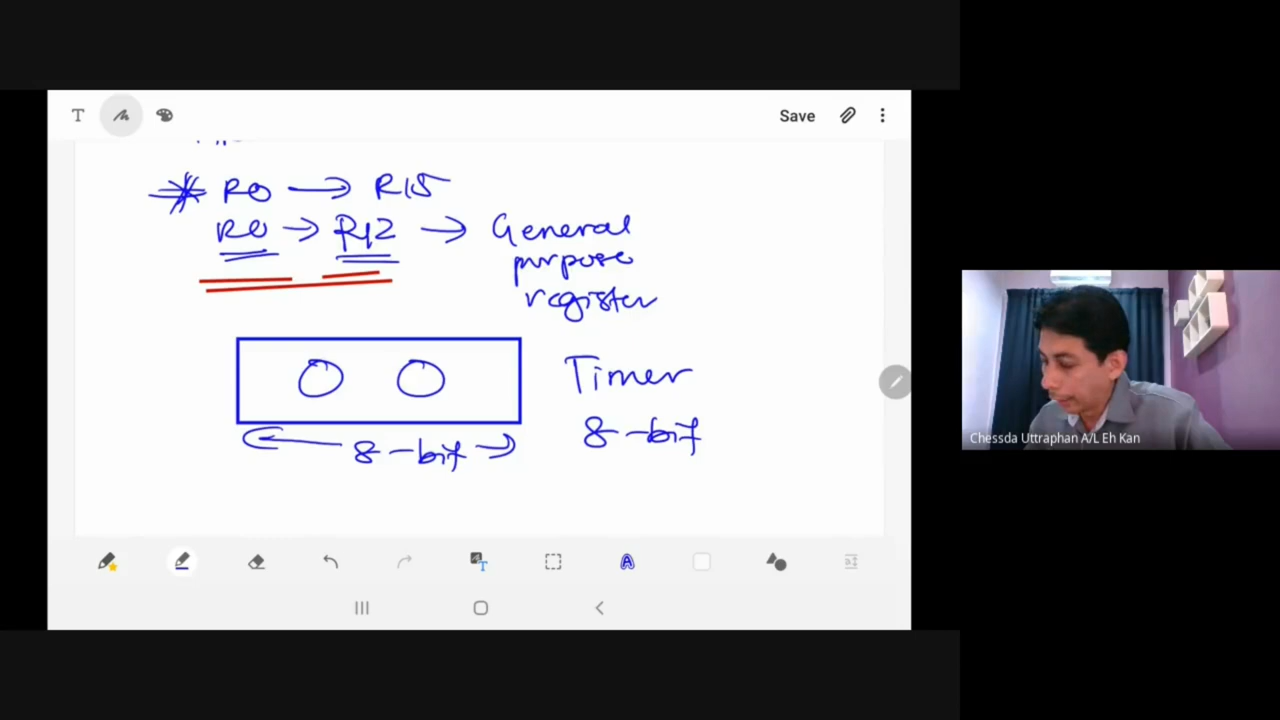 T
Save
* R0 → R15
R0 → R12 → General
purpose
register
0 0
Timer
8-bit
8-bit
Chessda Uttraphan A/L Eh Kan